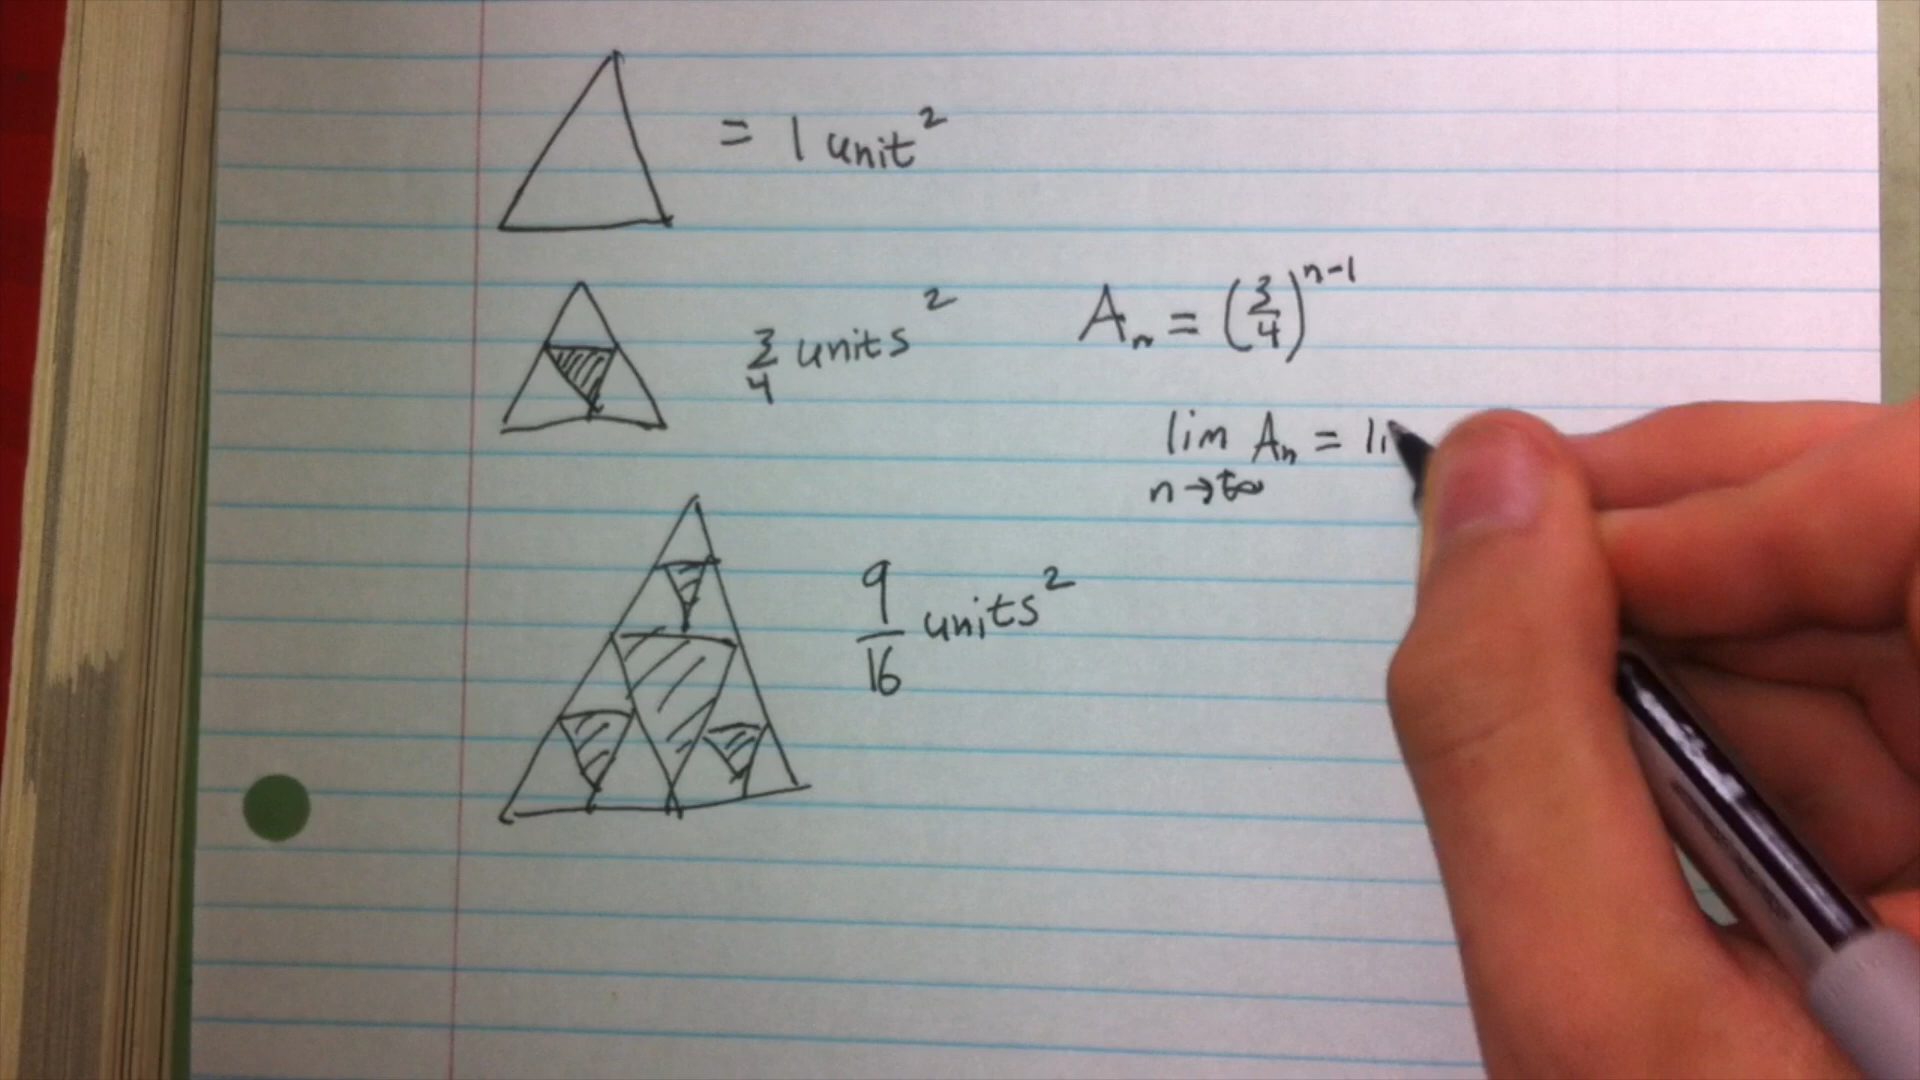 = 1 unit²
3/4 units²
Aₙ = (3/4)ⁿ⁻¹
lim Aₙ = li
n→+∞
9/16 units²